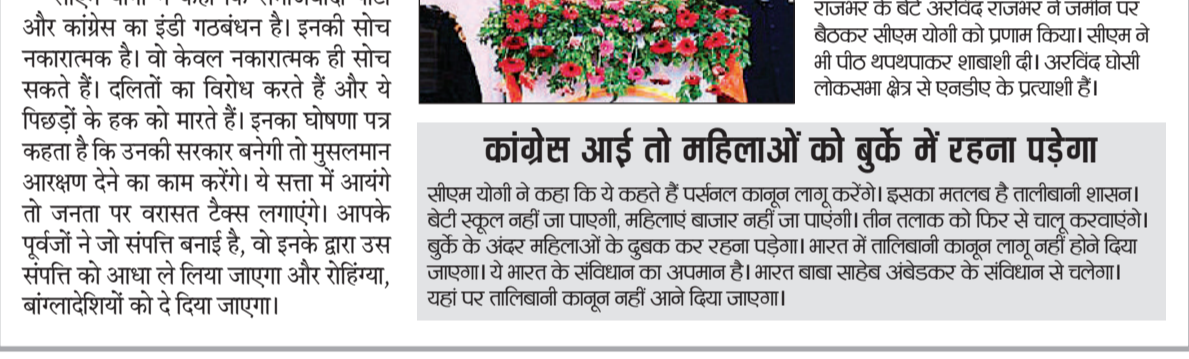 और कांग्रेस का इंडी गठबंधन है। इनकी सोच
नकारात्मक है। वो केवल नकारात्मक ही सोच
सकते हैं। दलितों का विरोध करते हैं और ये
पिछड़ों के हक को मारते हैं। इनका घोषणा पत्र
कहता है कि उनकी सरकार बनेगी तो मुसलमान
आरक्षण देने का काम करेंगे। ये सत्ता में आयंगे
तो जनता पर वरासत टैक्स लगाएंगे। आपके
पूर्वजों ने जो संपत्ति बनाई है, वो इनके द्वारा उस
संपत्ति को आधा ले लिया जाएगा और रोहिंग्या,
बांग्लादेशियों को दे दिया जाएगा।
राजभर के बेटे अरविंद राजभर ने जमीन पर
बैठकर सीएम योगी को प्रणाम किया। सीएम ने
भी पीठ थपथपाकर शाबाशी दी। अरविंद घोसी
लोकसभा क्षेत्र से एनडीए के प्रत्याशी हैं।
कांग्रेस आई तो महिलाओं को बुर्के में रहना पड़ेगा
सीएम योगी ने कहा कि ये कहते हैं पर्सनल कानून लागू करेंगे। इसका मतलब है तालीबानी शासन।
बेटी स्कूल नहीं जा पाएगी, महिलाएं बाजार नहीं जा पाएंगी। तीन तलाक को फिर से चालू करवाएंगे।
बुर्के के अंदर महिलाओं के दुबक कर रहना पड़ेगा। भारत में तालिबानी कानून लागू नहीं होने दिया
जाएगा। ये भारत के संविधान का अपमान है। भारत बाबा साहेब अंबेडकर के संविधान से चलेगा।
यहां पर तालिबानी कानून नहीं आने दिया जाएगा।